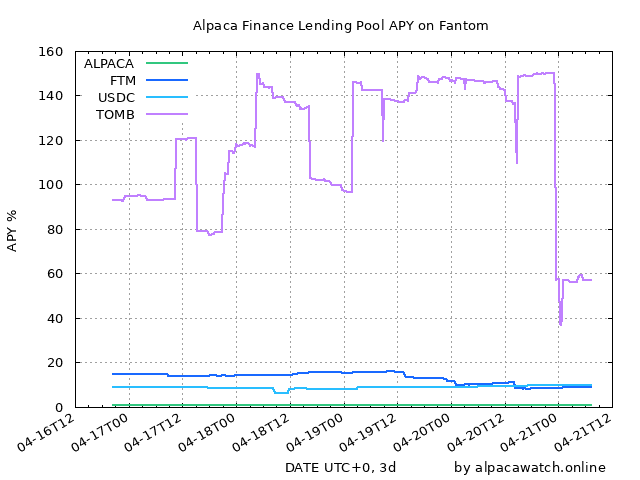 Alpaca Finance Lending Pool APY on Fantom
160
140
120
100
80
60
40
20
0
APY %
ALPACA
FTM
USDC
TOMB
04-16T12
04-17T00
04-17T12
04-18T00
04-18T12
04-19T00
04-19T12
04-20T00
04-20T12
04-21T00
04-21T12
DATE UTC+0, 3d
by alpacawatch.online